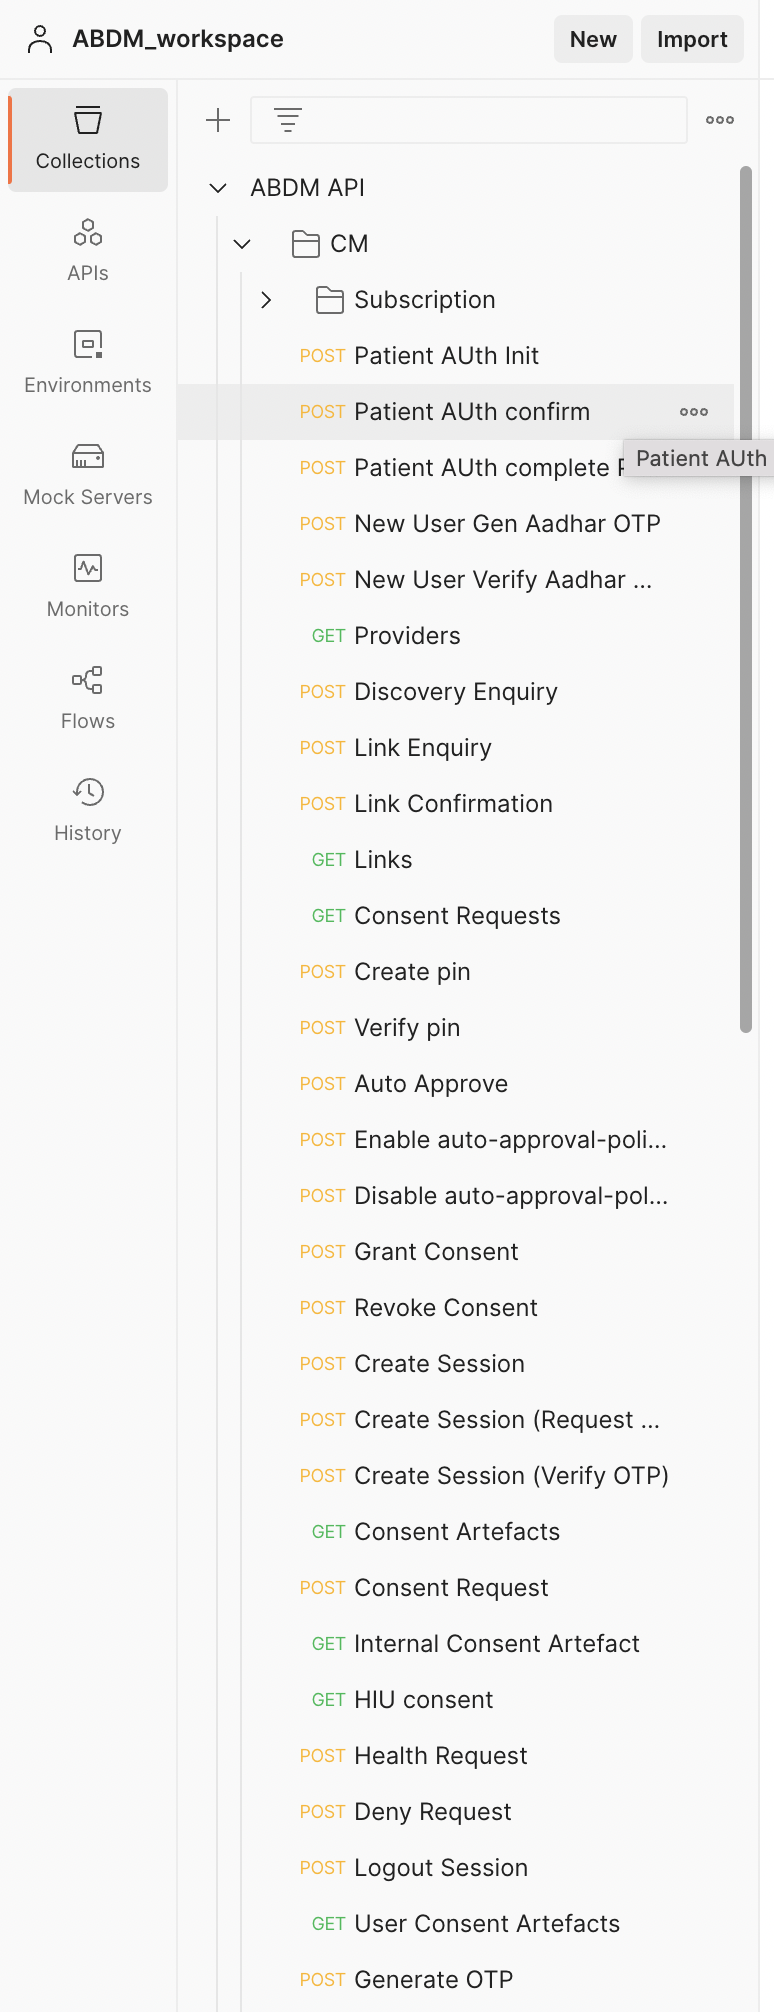 ABDM_workspace New Import
Collections
APIs
Environments
Mock Servers
Monitors
Flows
History
ABDM API
CM
Subscription
POST Patient AUth Init
POST Patient AUth confirm
Patient AUth
POST Patient AUth complete
POST New User Gen Aadhar OTP
POST New User Verify Aadhar ...
GET Providers
POST Discovery Enquiry
POST Link Enquiry
POST Link Confirmation
GET Links
GET Consent Requests
POST Create pin
POST Verify pin
POST Auto Approve
POST Enable auto-approval-poli...
POST Disable auto-approval-pol...
POST Grant Consent
POST Revoke Consent
POST Create Session
POST Create Session (Request ...
POST Create Session (Verify OTP)
GET Consent Artefacts
POST Consent Request
GET Internal Consent Artefact
GET HIU consent
POST Health Request
POST Deny Request
POST Logout Session
GET User Consent Artefacts
POST Generate OTP